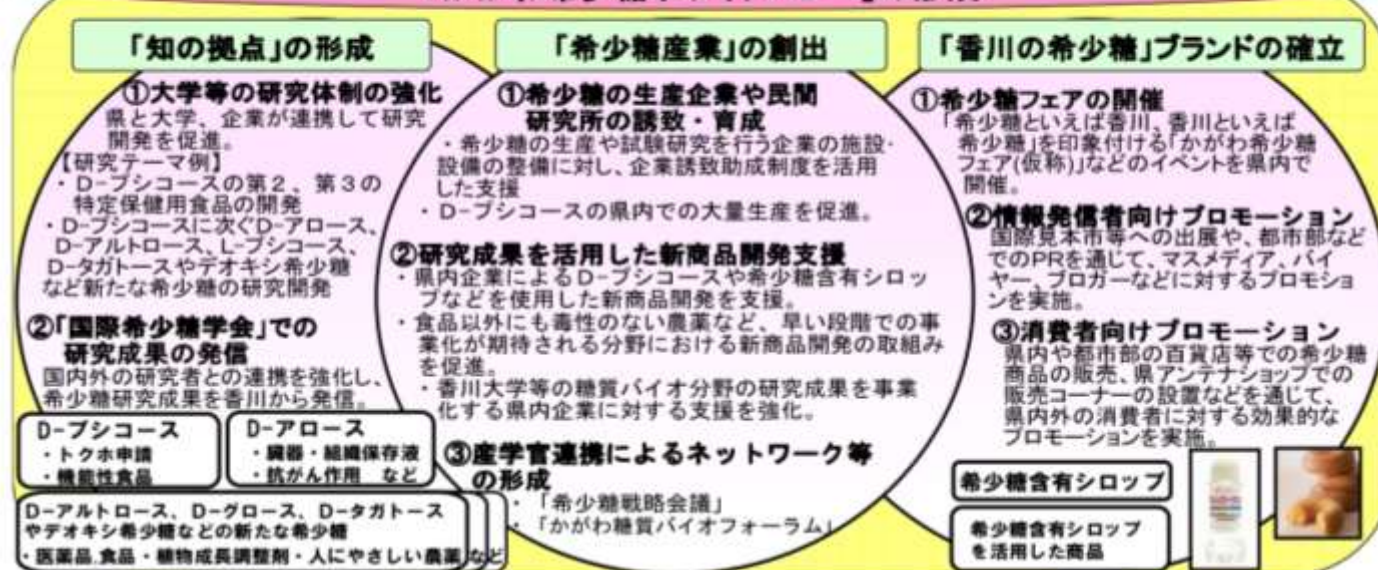 「知の拠点」の形成
①大学等の研究体制の強化
県と大学、企業が連携して研究
開発を促進。
【研究テーマ例】
・D-プシコースの第2、第3の
特定保健用食品の開発
・D-プシコースに次ぐD-アロース、
D-アルトロース、L-プシコース、
D-タガトースやデオキシ希少糖
など新たな希少糖の研究開発
②「国際希少糖学会」での
研究成果の発信
国内外の研究者との連携を強化し、
希少糖研究成果を香川から発信。
D-プシコース
・トクホ申請
・機能性食品
D-アロース
・臓器・組織保存液
・抗がん作用 など
D-アルトロース、D-グロース、D-タガトース
やデオキシ希少糖などの新たな希少糖
・医薬品.食品・植物成長調整剤・人にやさしい農薬 など
「希少糖産業」の創出
①希少糖の生産企業や民間
研究所の誘致・育成
・希少糖の生産や試験研究を行う企業の施設・
設備の整備に対し、企業誘致助成制度を活用
した支援
・D-プシコースの県内での大量生産を促進。
②研究成果を活用した新商品開発支援
・県内企業によるD-プシコースや希少糖含有シロッ
プなどを使用した新商品開発を支援。
・食品以外にも毒性のない農薬など、早い段階での事
業化が期待される分野における新商品開発の取組み
を促進。
・香川大学等の糖質バイオ分野の研究成果を事業
化する県内企業に対する支援を強化。
③産学官連携によるネットワーク等
の形成
・「希少糖戦略会議」
・「かがわ糖質バイオフォーラム」
「香川の希少糖」ブランドの確立
①希少糖フェアの開催
「希少糖といえば香川、香川といえば
希少糖」を印象付ける「かがわ希少糖
フェア(仮称)」などのイベントを県内で
開催。
②情報発信者向けプロモーション
国際見本市等への出展や、都市部など
でのPRを通じて、マスメディア、バイ
ヤー、ブロガーなどに対するプロモショ
ンを実施。
③消費者向けプロモーション
県内や都市部の百貨店等での希少糖
商品の販売、県アンテナショップでの
販売コーナーの設置などを通じて、
県内外の消費者に対する効果的な
プロモーションを実施。
希少糖含有シロップ
希少糖含有シロップ
を活用した商品